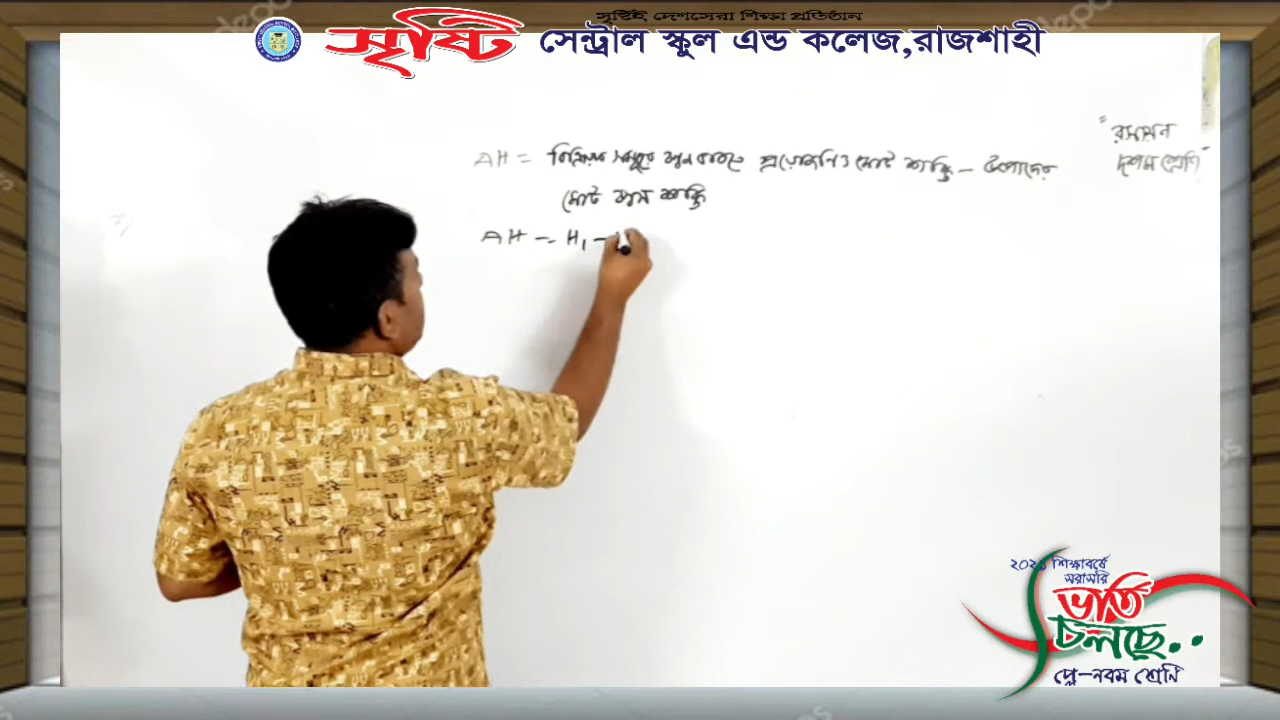 সৃষ্টিই দেশসেরা শিক্ষা প্রতিষ্ঠান
সৃষ্টি সেন্ট্রাল স্কুল এন্ড কলেজ,রাজশাহী
"রসায়ন
দশম শ্রেণি"
ΔH = বিক্রিয়ক সমূহের প্রয়োজনীয় মোট শক্তি - উৎপাদের
মোট বন্ধন শক্তি
ΔH = H₁ -
২০২১ শিক্ষাবর্ষে
সরাসরি
ভর্তি
চলছে..
প্লে-নবম শ্রেণি